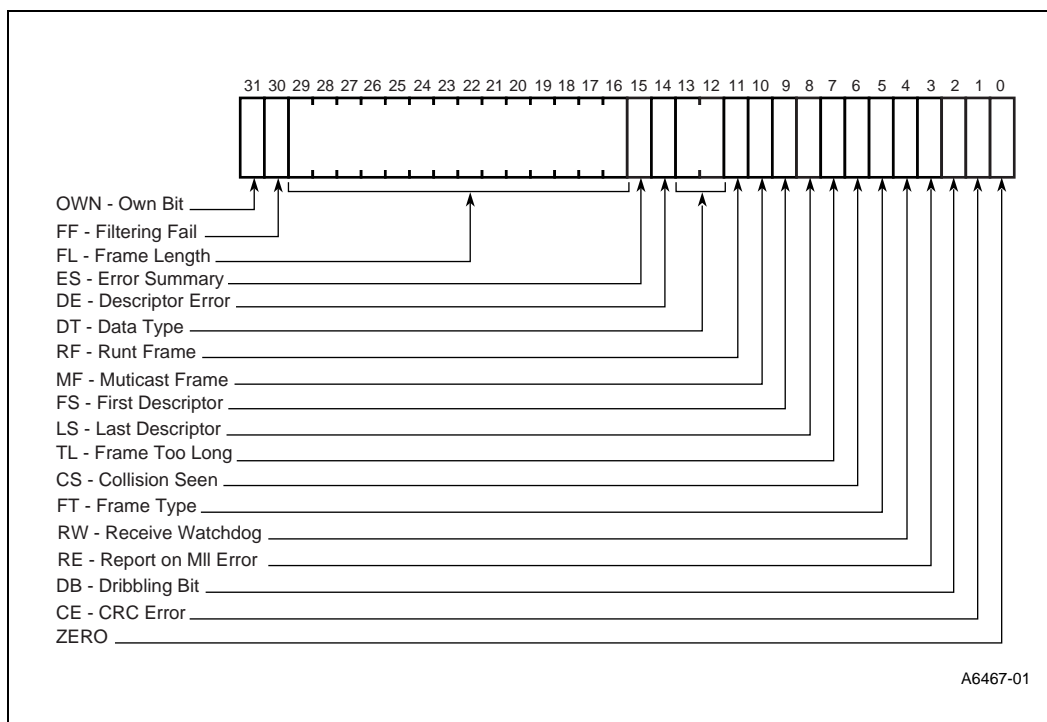 31 30 29 28 27 26 25 24 23 22 21 20 19 18 17 16 15 14 13 12 11 10 9 8 7 6 5 4 3 2 1 0
OWN - Own Bit
FF - Filtering Fail
FL - Frame Length
ES - Error Summary
DE - Descriptor Error
DT - Data Type
RF - Runt Frame
MF - Muticast Frame
FS - First Descriptor
LS - Last Descriptor
TL - Frame Too Long
CS - Collision Seen
FT - Frame Type
RW - Receive Watchdog
RE - Report on MII Error
DB - Dribbling Bit
CE - CRC Error
ZERO
A6467-01